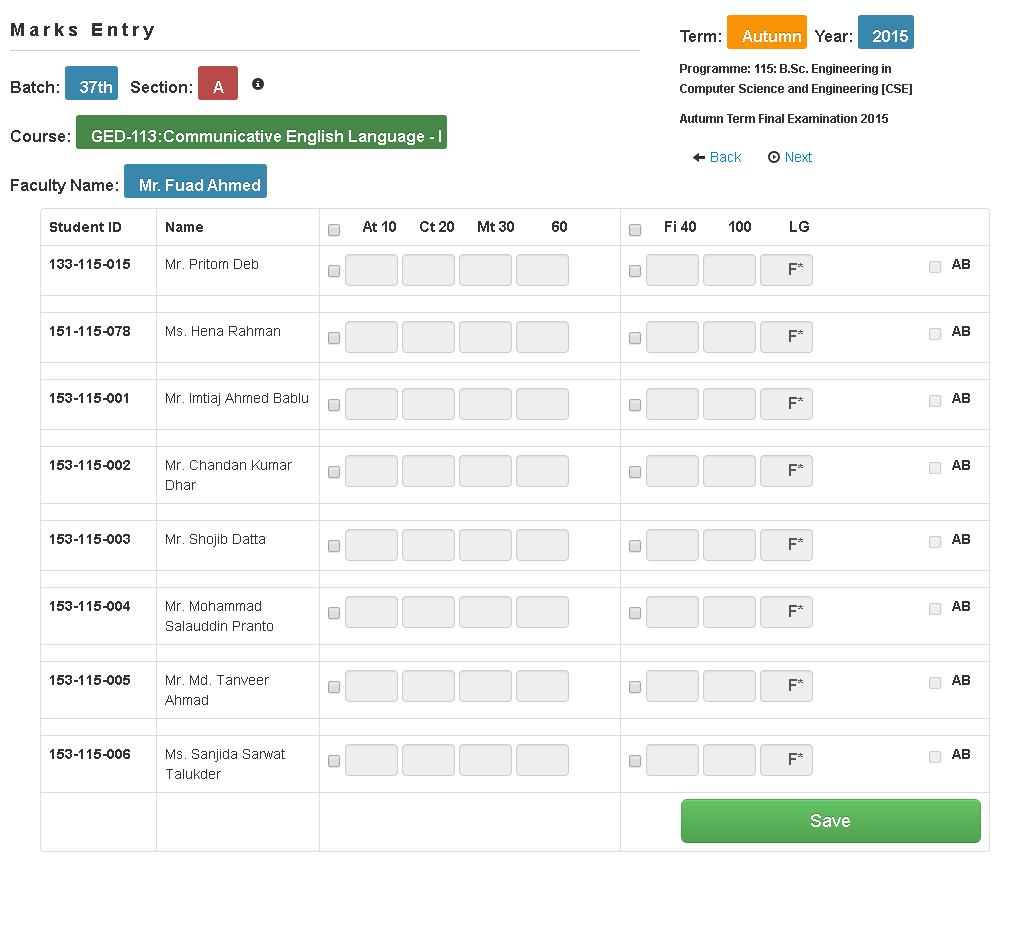 Marks Entry
Term: Autumn Year: 2015
Programme: 115: B.Sc. Engineering in
Computer Science and Engineering [CSE]
Autumn Term Final Examination 2015
Back Next
Batch: 37th Section: A
Course: GED-113:Communicative English Language - I
Faculty Name: Mr. Fuad Ahmed
Student ID Name At 10 Ct 20 Mt 30 60 Fi 40 100 LG
133-115-015 Mr. Pritom Deb F* AB
151-115-078 Ms. Hena Rahman F* AB
153-115-001 Mr. Imtiaj Ahmed Bablu F* AB
153-115-002 Mr. Chandan Kumar F* AB
Dhar
153-115-003 Mr. Shojib Datta F* AB
153-115-004 Mr. Mohammad F* AB
Salauddin Pranto
153-115-005 Mr. Md. Tanveer F* AB
Ahmad
153-115-006 Ms. Sanjida Sarwat F* AB
Talukder
Save